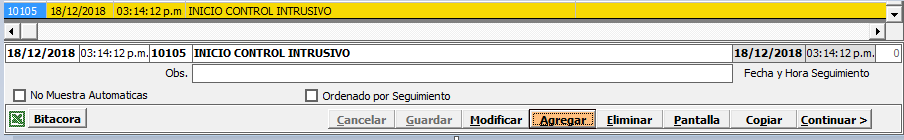 10105 18/12/2018 03:14:12 p.m INICIO CONTROL INTRUSIVO
18/12/2018 03:14:12 p.m. 10105 INICIO CONTROL INTRUSIVO 18/12/2018 03:14:12 p.m. 0
Obs. Fecha y Hora Seguimiento
No Muestra Automaticas Ordenado por Seguimiento
Bitacora Cancelar Guardar Modificar Agregar Eliminar Pantalla Copiar Continuar >